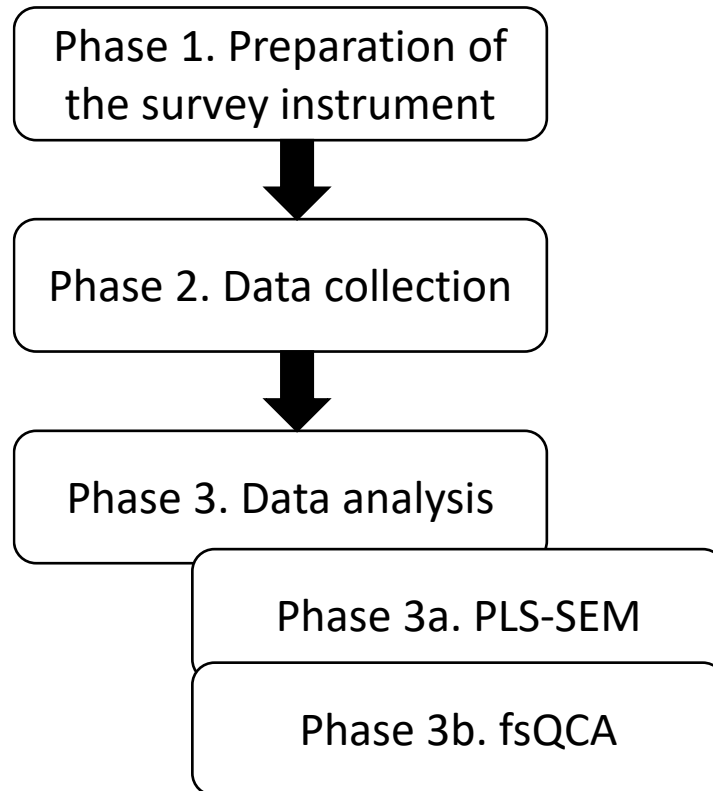 Phase 1. Preparation of
the survey instrument
Phase 2. Data collection
Phase 3. Data analysis
Phase 3a. PLS-SEM
Phase 3b. fsQCA